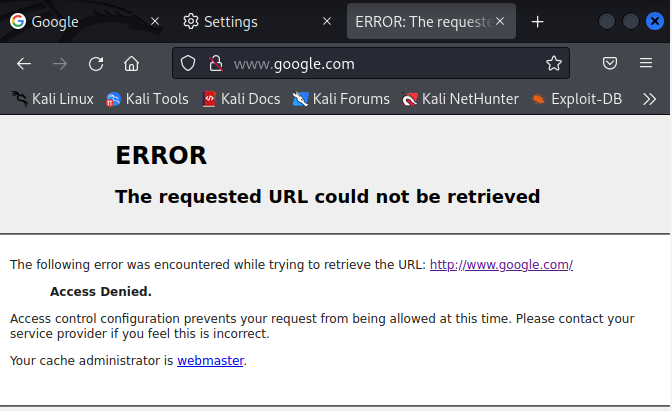 Google
Settings
ERROR: The requeste
www.google.com
Kali Linux
Kali Tools
Kali Docs
Kali Forums
Kali NetHunter
Exploit-DB
ERROR
The requested URL could not be retrieved
The following error was encountered while trying to retrieve the URL: http://www.google.com/
Access Denied.
Access control configuration prevents your request from being allowed at this time. Please contact your
service provider if you feel this is incorrect.
Your cache administrator is webmaster.